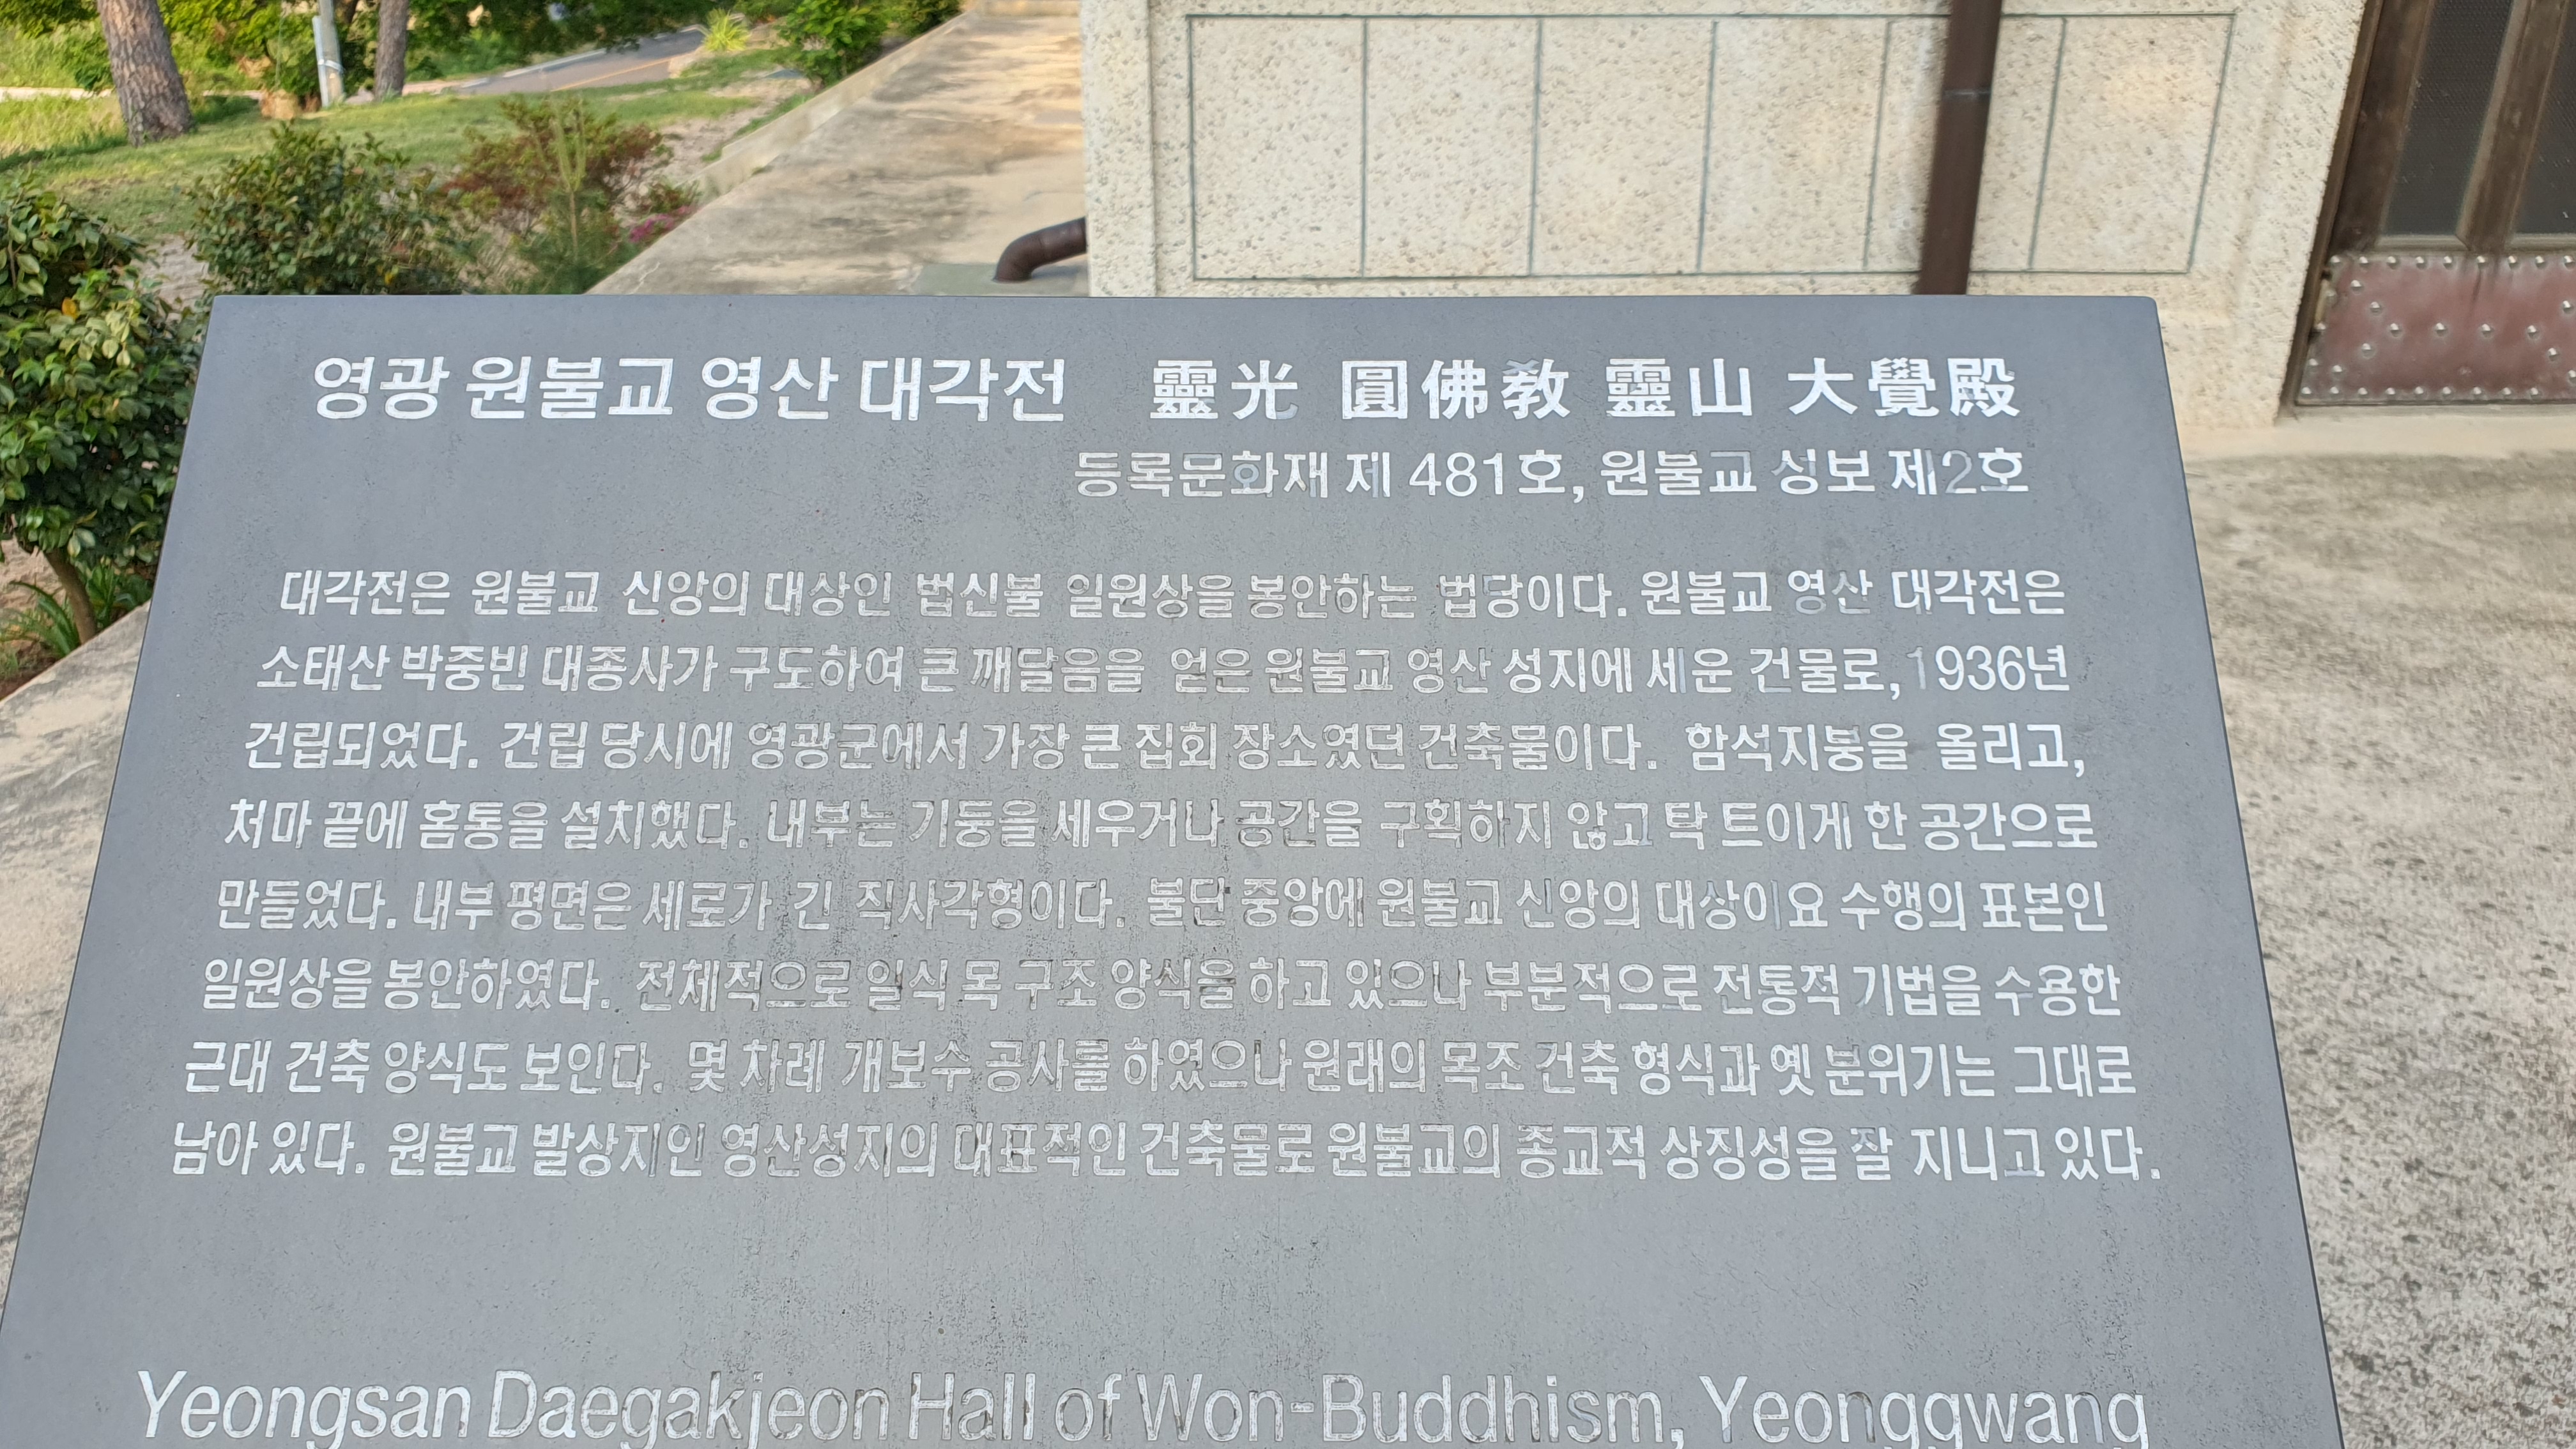 영광 원불교 영산 대각전 靈光 圓佛敎 靈山 大覺殿
등록문화재 제 481호, 원불교 성보 제2호
대각전은 원불교 신앙의 대상인 법신불 일원상을 봉안하는 법당이다. 원불교 영산 대각전은
소태산 박중빈 대종사가 구도하여 큰 깨달음을 얻은 원불교 영산 성지에 세운 건물로, 1936년
건립되었다. 건립 당시에 영광군에서 가장 큰 집회 장소였던 건축물이다. 함석지붕을 올리고,
처마 끝에 홈통을 설치했다. 내부는 기둥을 세우거나 공간을 구획하지 않고 탁 트이게 한 공간으로
만들었다. 내부 평면은 세로가 긴 직사각형이다. 불단 중앙에 원불교 신앙의 대상이요 수행의 표본인
일원상을 봉안하였다. 전체적으로 일식 목 구조 양식을 하고 있으나 부분적으로 전통적 기법을 수용한
근대 건축 양식도 보인다. 몇 차례 개보수 공사를 하였으나 원래의 목조 건축 형식과 옛 분위기는 그대로
남아 있다. 원불교 발상지인 영산성지의 대표적인 건축물로 원불교의 종교적 상징성을 잘 지니고 있다.
Yeongsan Daegakjeon Hall of Won-Buddhism, Yeonggwang